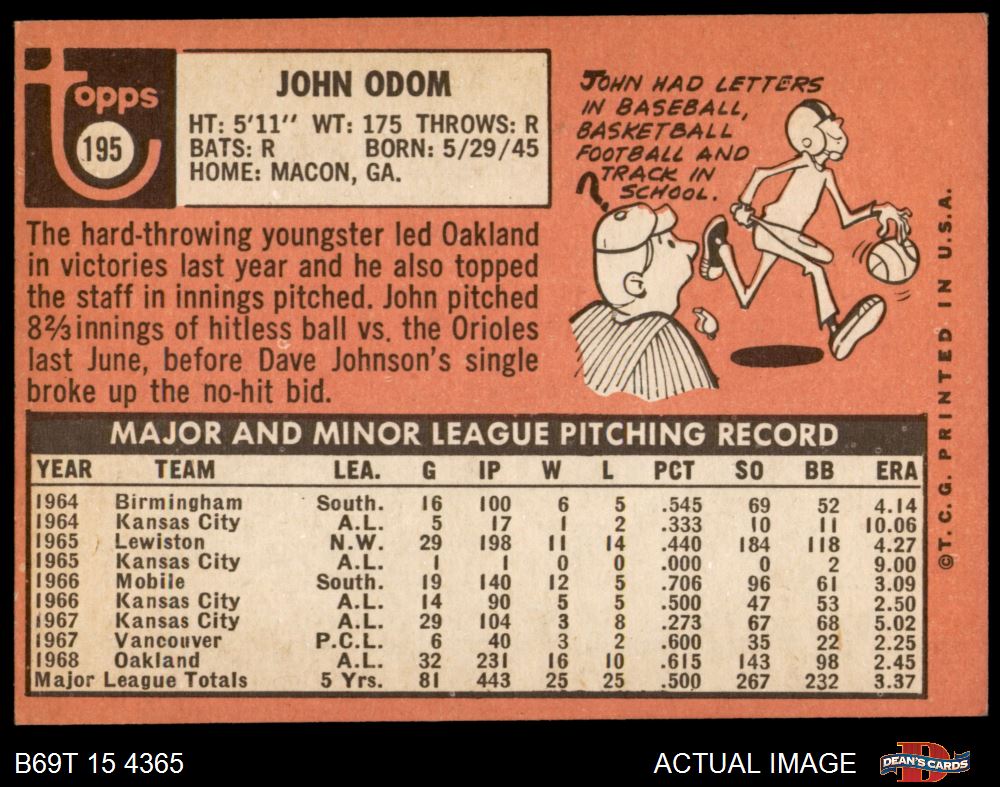 topps
195
JOHN ODOM
HT: 5'11" WT: 175 THROWS: R
BATS: R BORN: 5/29/45
HOME: MACON, GA.
JOHN HAD LETTERS
IN BASEBALL,
BASKETBALL
FOOTBALL AND
TRACK IN
SCHOOL.
?
The hard-throwing youngster led Oakland
in victories last year and he also topped
the staff in innings pitched. John pitched
8⅔ innings of hitless ball vs. the Orioles
last June, before Dave Johnson's single
broke up the no-hit bid.
MAJOR AND MINOR LEAGUE PITCHING RECORD
YEAR TEAM LEA. G IP W L PCT SO BB ERA
1964 Birmingham South. 16 100 6 5 .545 69 52 4.14
1964 Kansas City A.L. 5 17 1 2 .333 10 11 10.06
1965 Lewiston N.W. 29 198 11 14 .440 184 118 4.27
1965 Kansas City A.L. 1 1 0 0 .000 0 2 9.00
1966 Mobile South. 19 140 12 5 .706 96 61 3.09
1966 Kansas City A.L. 14 90 5 5 .500 47 53 2.50
1967 Kansas City A.L. 29 104 3 8 .273 67 68 5.02
1967 Vancouver P.C.L. 6 40 3 2 .600 35 22 2.25
1968 Oakland A.L. 32 231 16 10 .615 143 98 2.45
Major League Totals 5 Yrs. 81 443 25 25 .500 267 232 3.37
©T.C.G. PRINTED IN U.S.A.
B69T 15 4365
ACTUAL IMAGE
DEAN'S CARDS